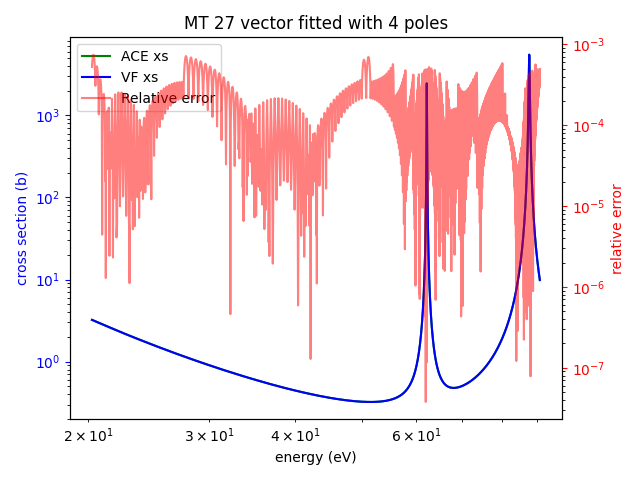 MT 27 vector fitted with 4 poles
ACE xs
VF xs
Relative error
cross section (b)
10³
10²
10¹
10⁰
10⁻³
10⁻⁴
10⁻⁵
10⁻⁶
10⁻⁷
relative error
2 × 10¹ 3 × 10¹ 4 × 10¹ 6 × 10¹
energy (eV)